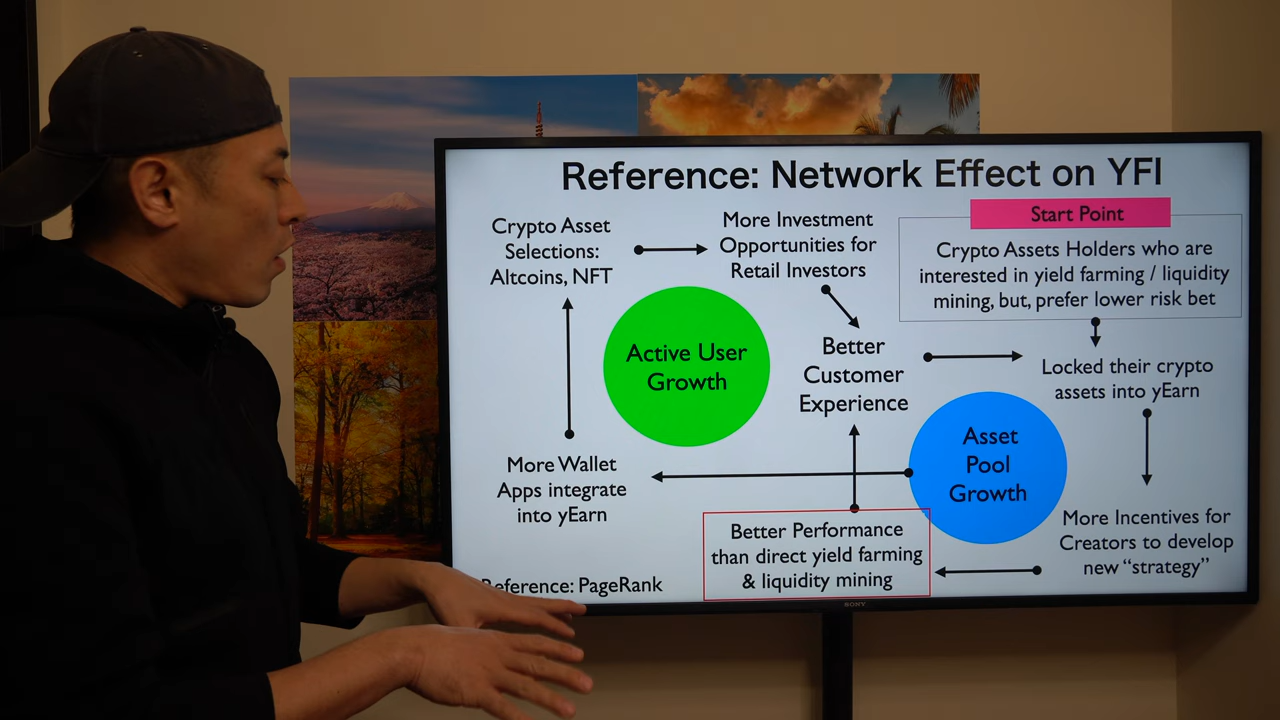 Reference: Network Effect on YFI
Crypto Asset
Selections:
Altcoins, NFT
More Investment
Opportunities for
Retail Investors
Start Point
Crypto Assets Holders who are
interested in yield farming / liquidity
mining, but, prefer lower risk bet
Active User
Growth
Better
Customer
Experience
Locked their crypto
assets into yEarn
Asset
Pool
Growth
More Wallet
Apps integrate
into yEarn
More Incentives for
Creators to develop
new “strategy”
Better Performance
than direct yield farming
& liquidity mining
Reference: PageRank
SONY